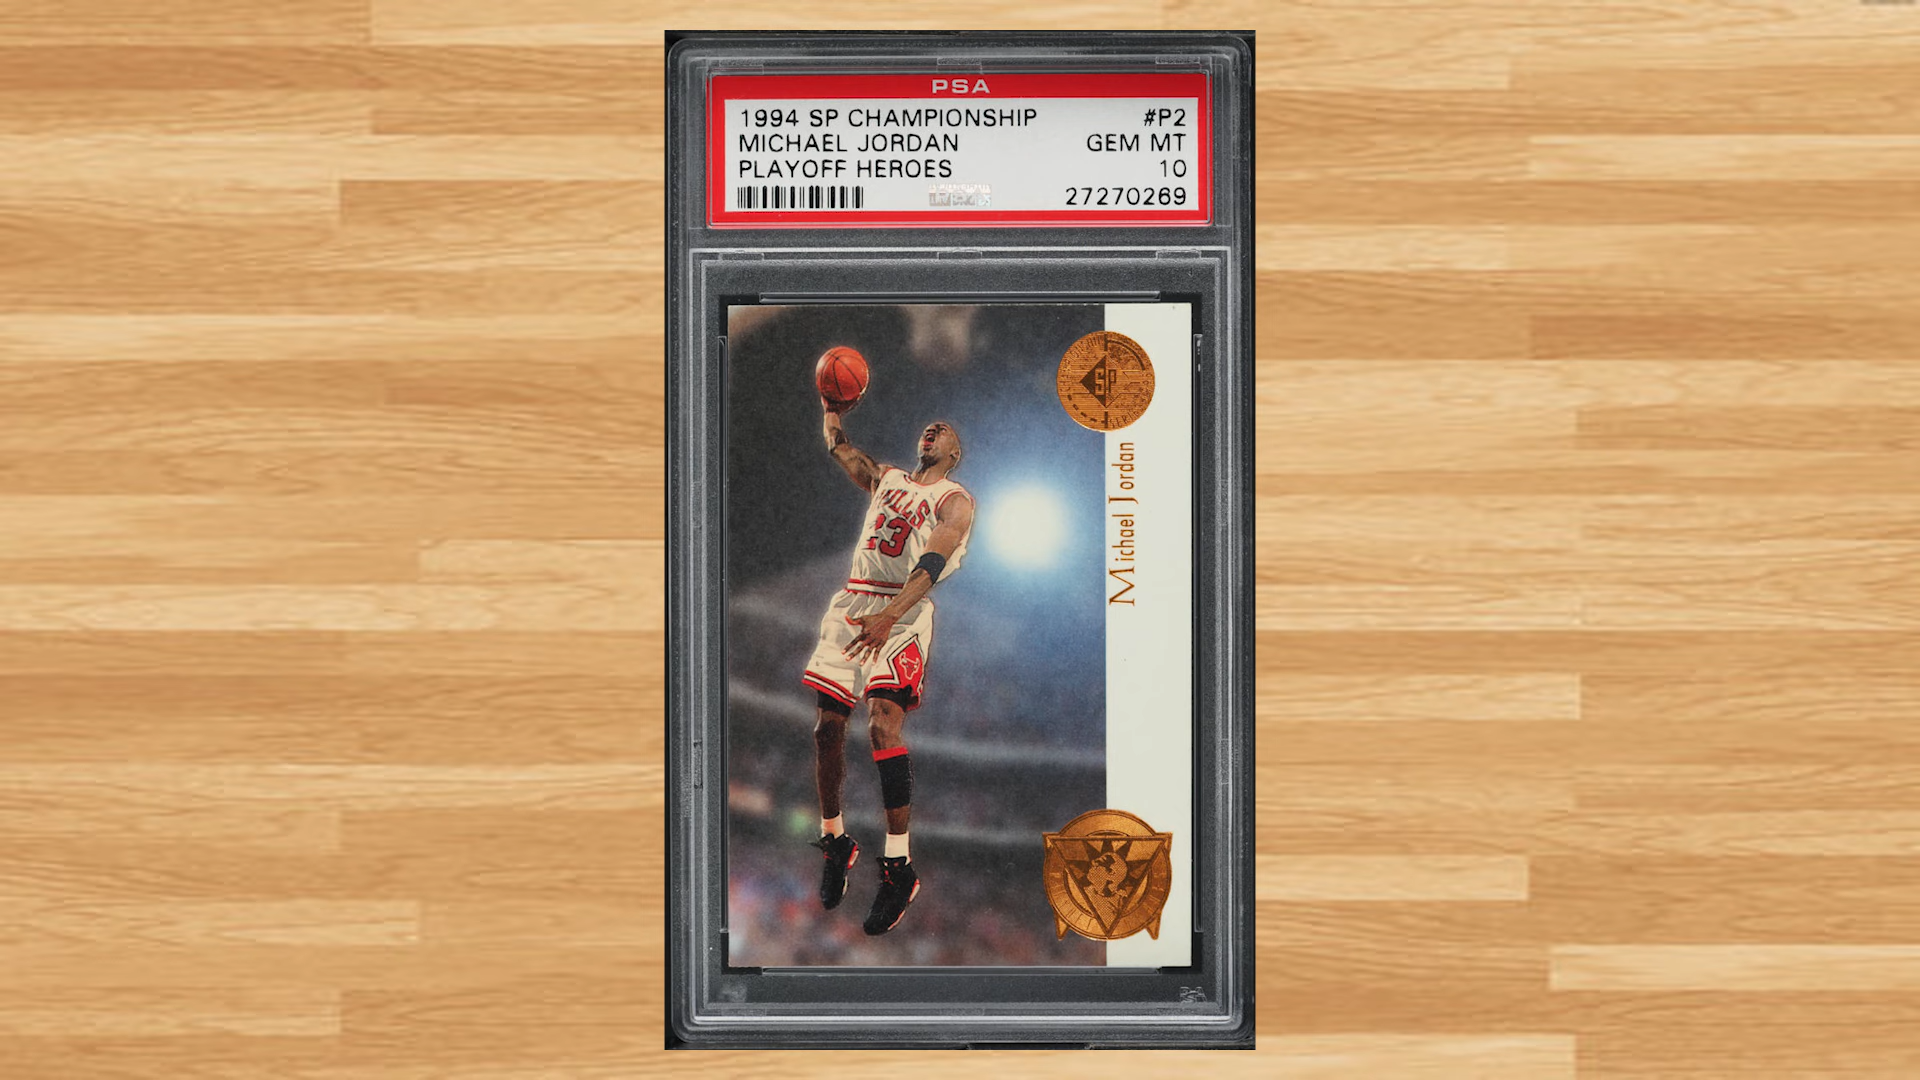 PSA
1994 SP CHAMPIONSHIP #P2
MICHAEL JORDAN GEM MT
PLAYOFF HEROES 10
27270269
SP
Michael Jordan
BULLS
23